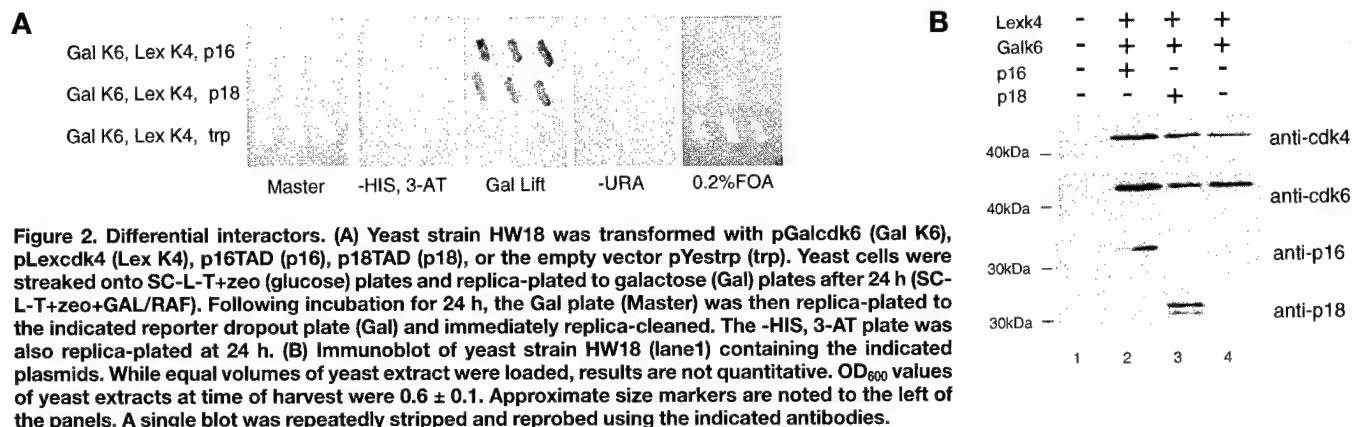 A
Gal K6, Lex K4, p16
Gal K6, Lex K4, p18
Gal K6, Lex K4, trp
Master
-HIS, 3-AT
Gal Lift
-URA
0.2%FOA
Figure 2. Differential interactors. (A) Yeast strain HW18 was transformed with pGalcdk6 (Gal K6),
pLexcdk4 (Lex K4), p16TAD (p16), p18TAD (p18), or the empty vector pYestrp (trp). Yeast cells were
streaked onto SC-L-T+zeo (glucose) plates and replica-plated to galactose (Gal) plates after 24 h (SC-
L-T+zeo+GAL/RAF). Following incubation for 24 h, the Gal plate (Master) was then replica-plated to
the indicated reporter dropout plate (Gal) and immediately replica-cleaned. The -HIS, 3-AT plate was
also replica-plated at 24 h. (B) Immunoblot of yeast strain HW18 (lane1) containing the indicated
plasmids. While equal volumes of yeast extract were loaded, results are not quantitative. OD600 values
of yeast extracts at time of harvest were 0.6 ± 0.1. Approximate size markers are noted to the left of
the panels. A single blot was repeatedly stripped and reprobed using the indicated antibodies.
B
Lexk4 - + + +
Galk6 - + + +
p16 - + - -
p18 - - + -
anti-cdk4
40kDa
anti-cdk6
40kDa
anti-p16
30kDa
anti-p18
30kDa
1 2 3 4